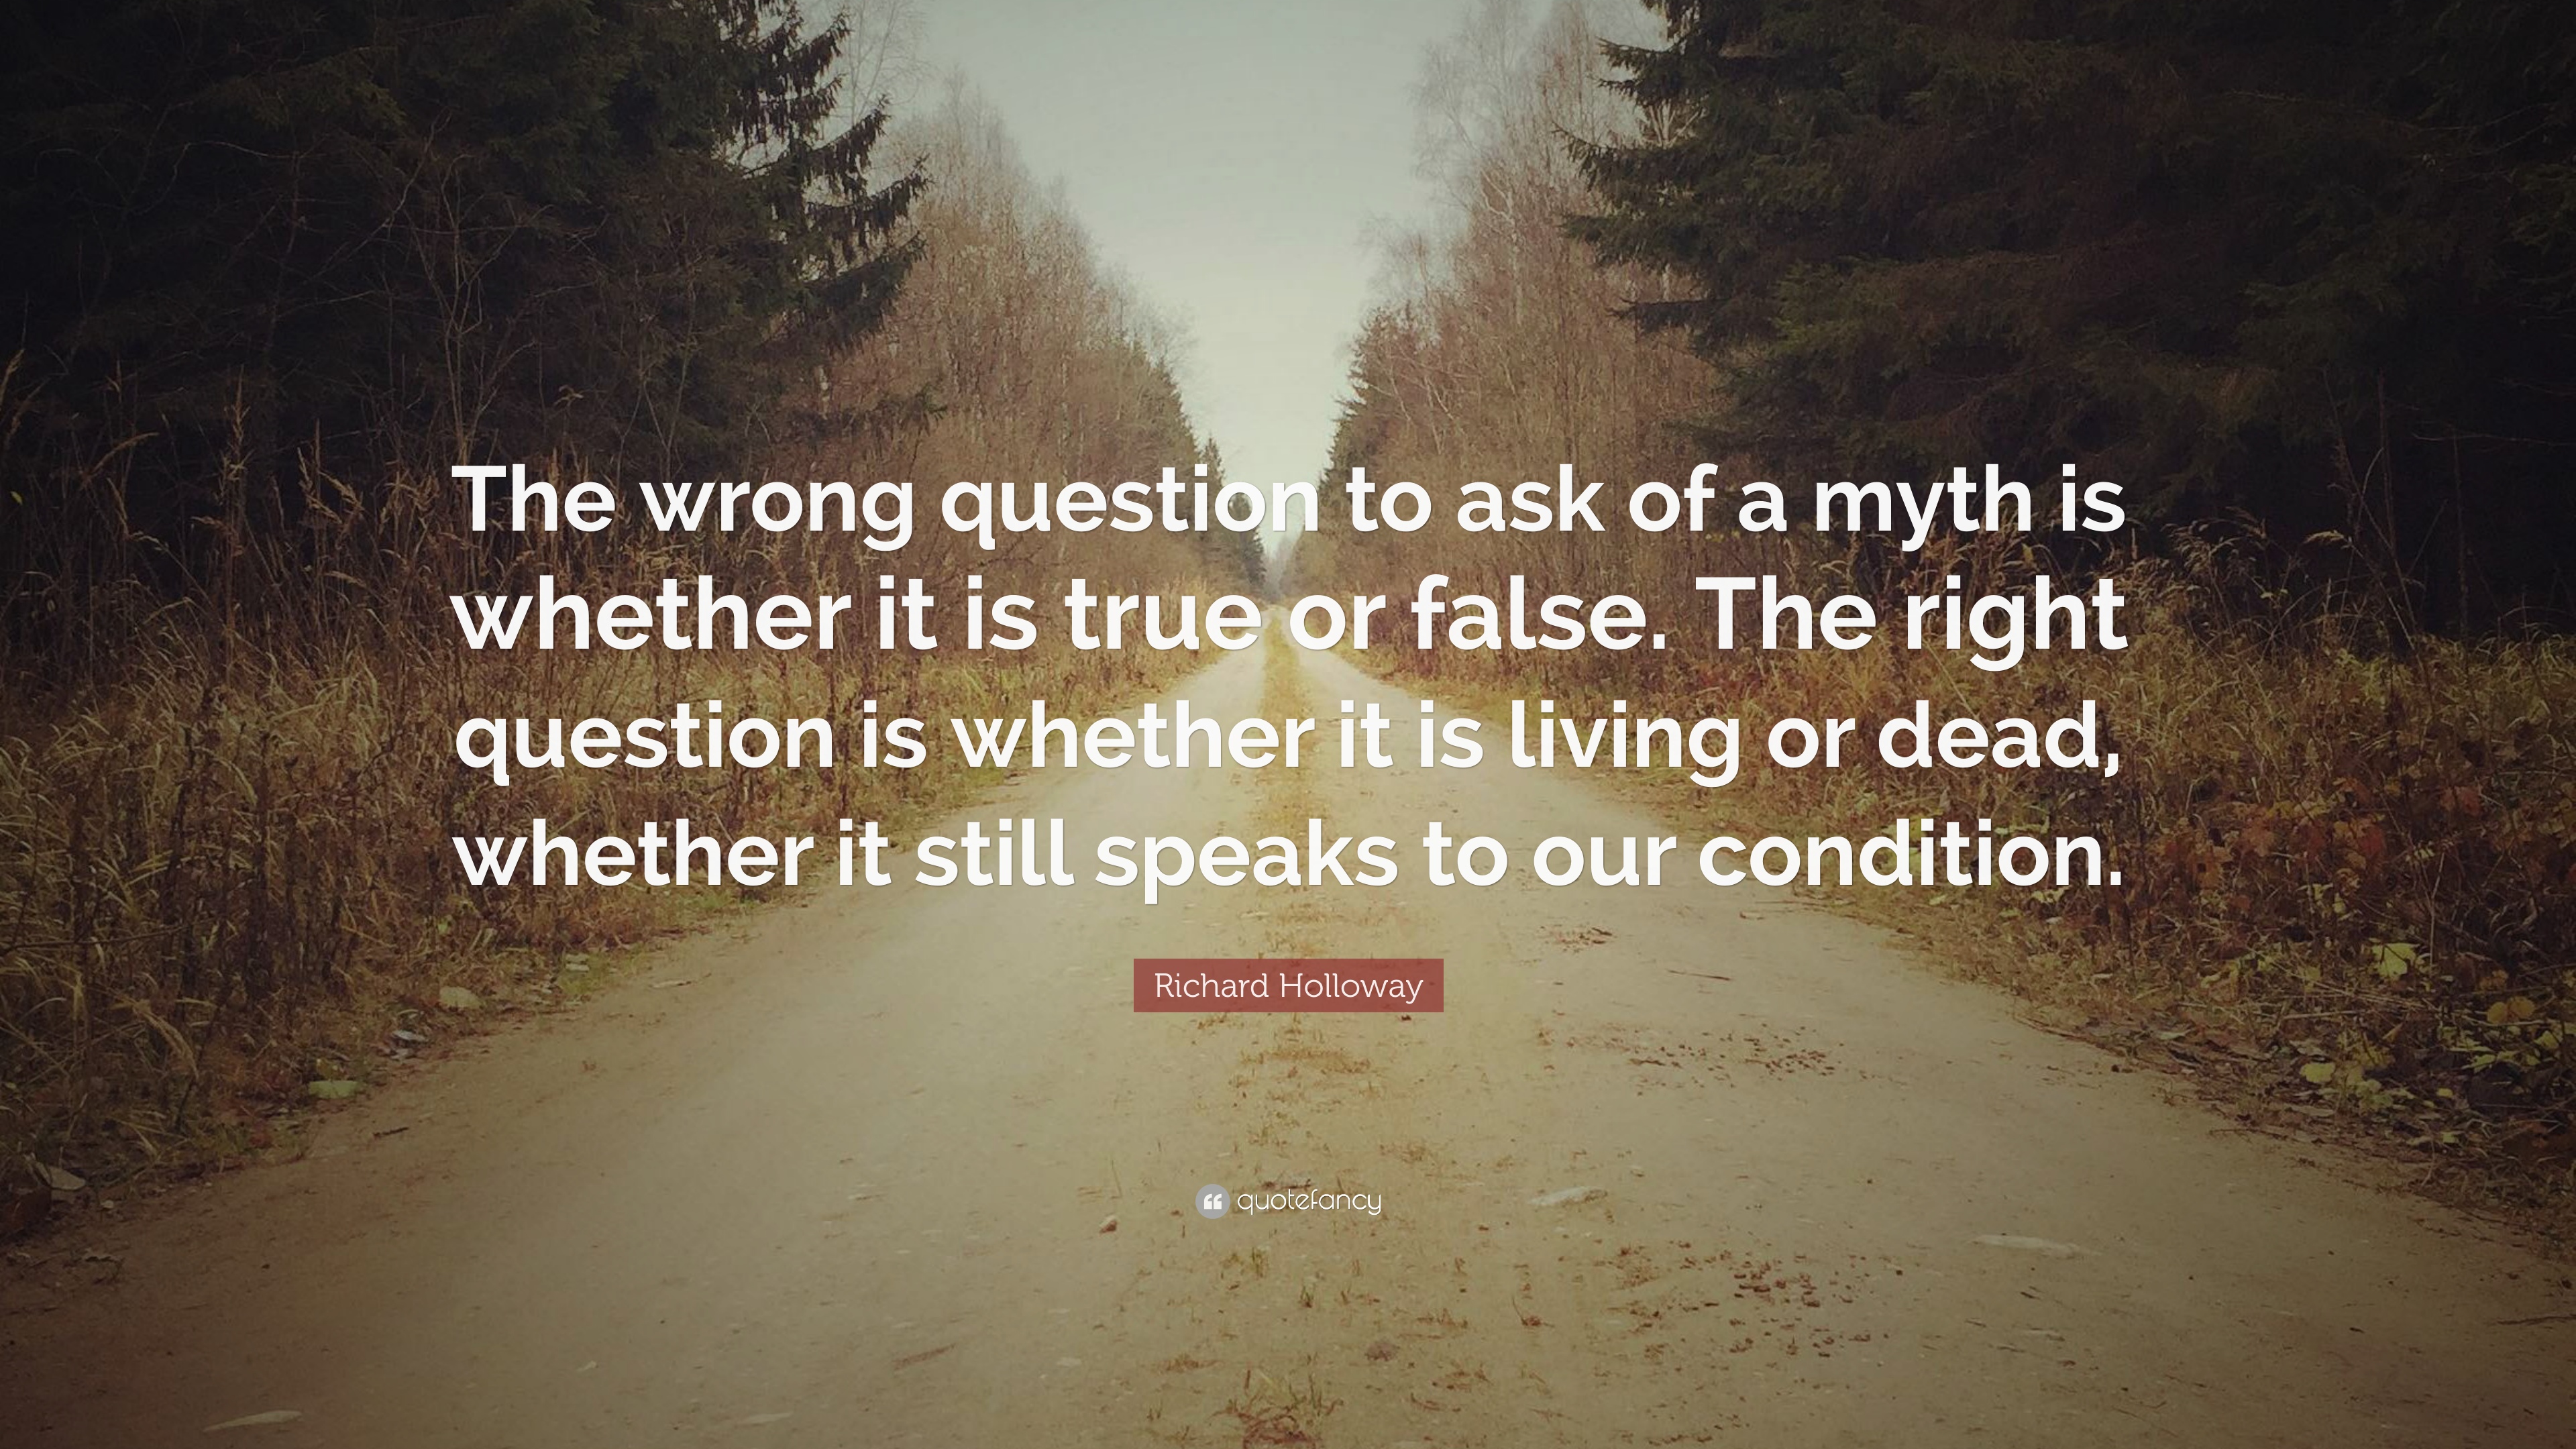 The wrong question to ask of a myth is
whether it is true or false. The right
question is whether it is living or dead,
whether it still speaks to our condition.
Richard Holloway
quotefancy